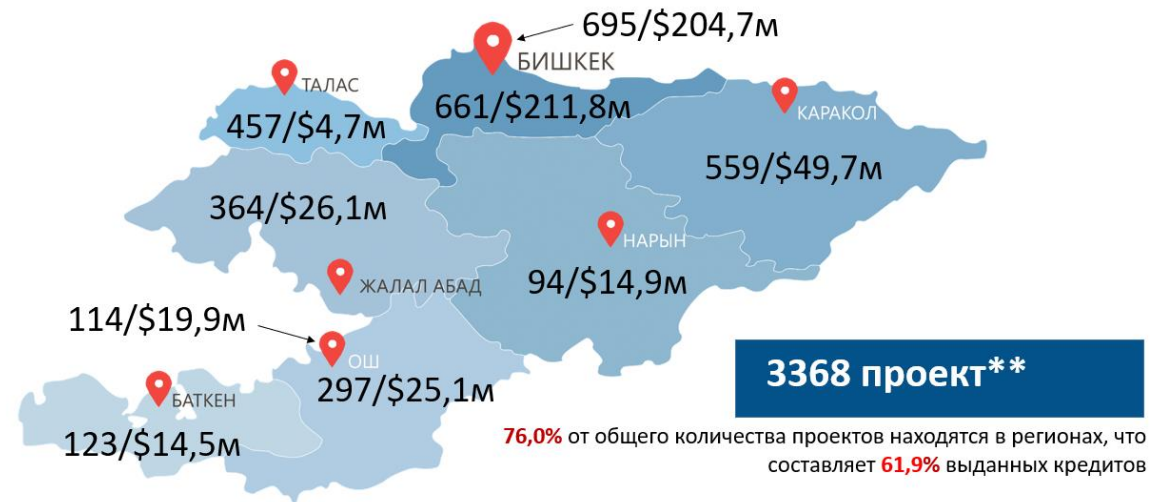 695/$204,7м
БИШКЕК
ТАЛАС
661/$211,8м
КАРАКОЛ
457/$4,7м
559/$49,7м
364/$26,1м
НАРЫН
94/$14,9м
ЖАЛАЛ АБАД
114/$19,9м
ОШ
297/$25,1м
БАТКЕН
123/$14,5м
3368 проект**
76,0% от общего количества проектов находятся в регионах, что
составляет 61,9% выданных кредитов